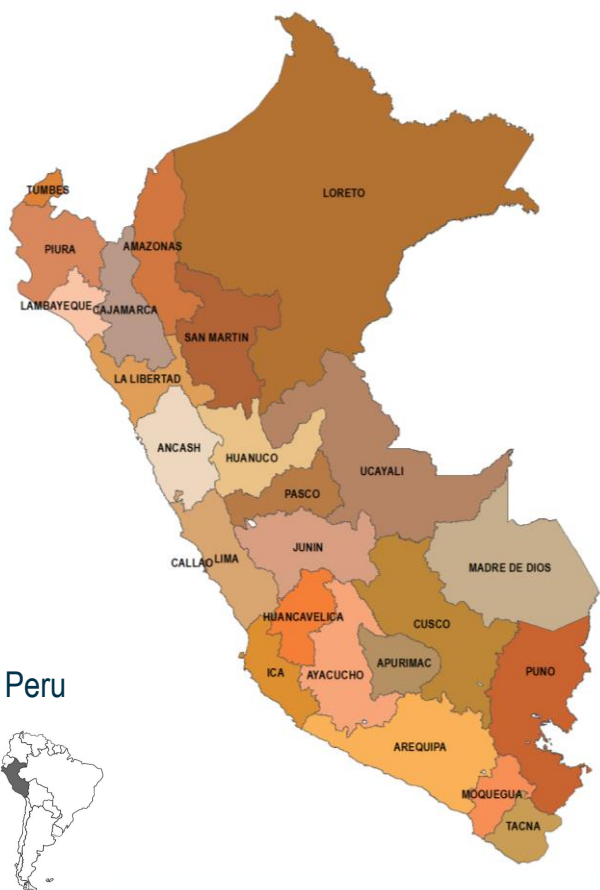 LORETO
TUMBES
AMAZONAS
PIURA
LAMBAYEQUE
CAJAMARCA
SAN MARTIN
LA LIBERTAD
ANCASH
HUANUCO
UCAYALI
PASCO
JUNIN
CALLAO
LIMA
MADRE DE DIOS
HUANCAVELICA
CUSCO
APURIMAC
ICA
AYACUCHO
PUNO
Peru
AREQUIPA
MOQUEGUA
TACNA